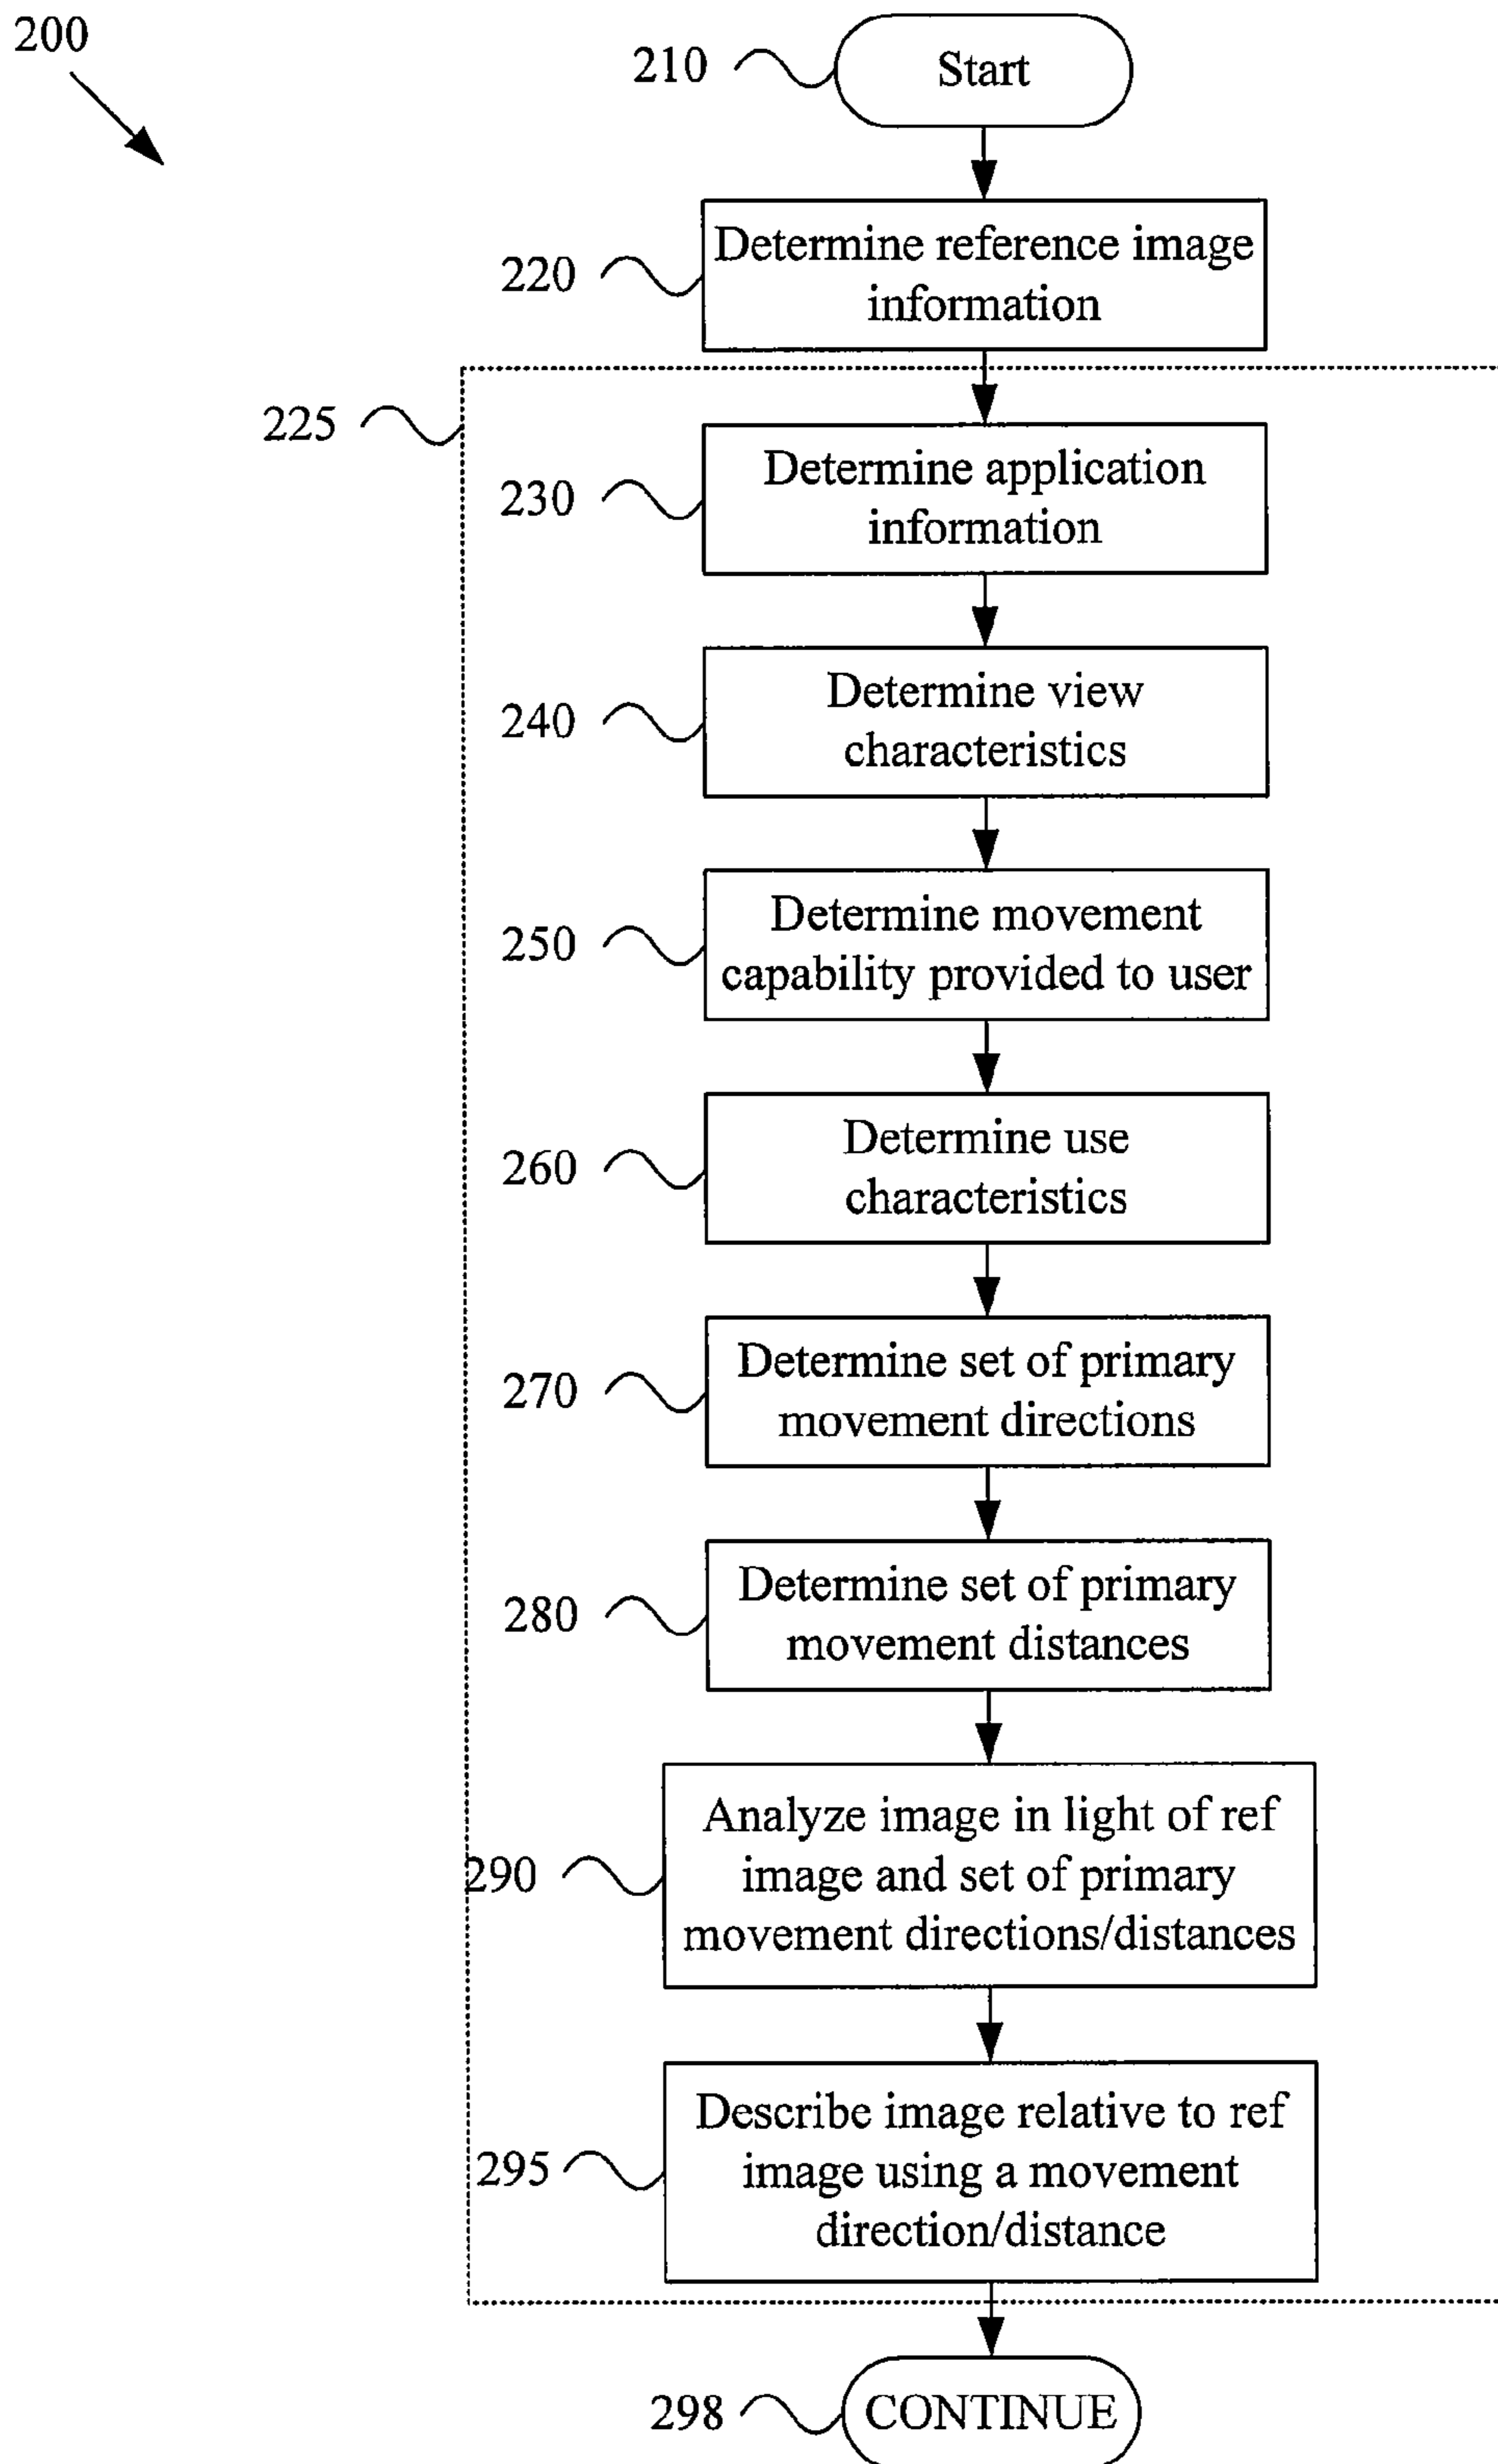 200
210
Start
220
Determine reference image
information
225
230
Determine application
information
240
Determine view
characteristics
250
Determine movement
capability provided to user
260
Determine use
characteristics
270
Determine set of primary
movement directions
280
Determine set of primary
movement distances
290
Analyze image in light of ref
image and set of primary
movement directions/distances
295
Describe image relative to ref
image using a movement
direction/distance
298
CONTINUE